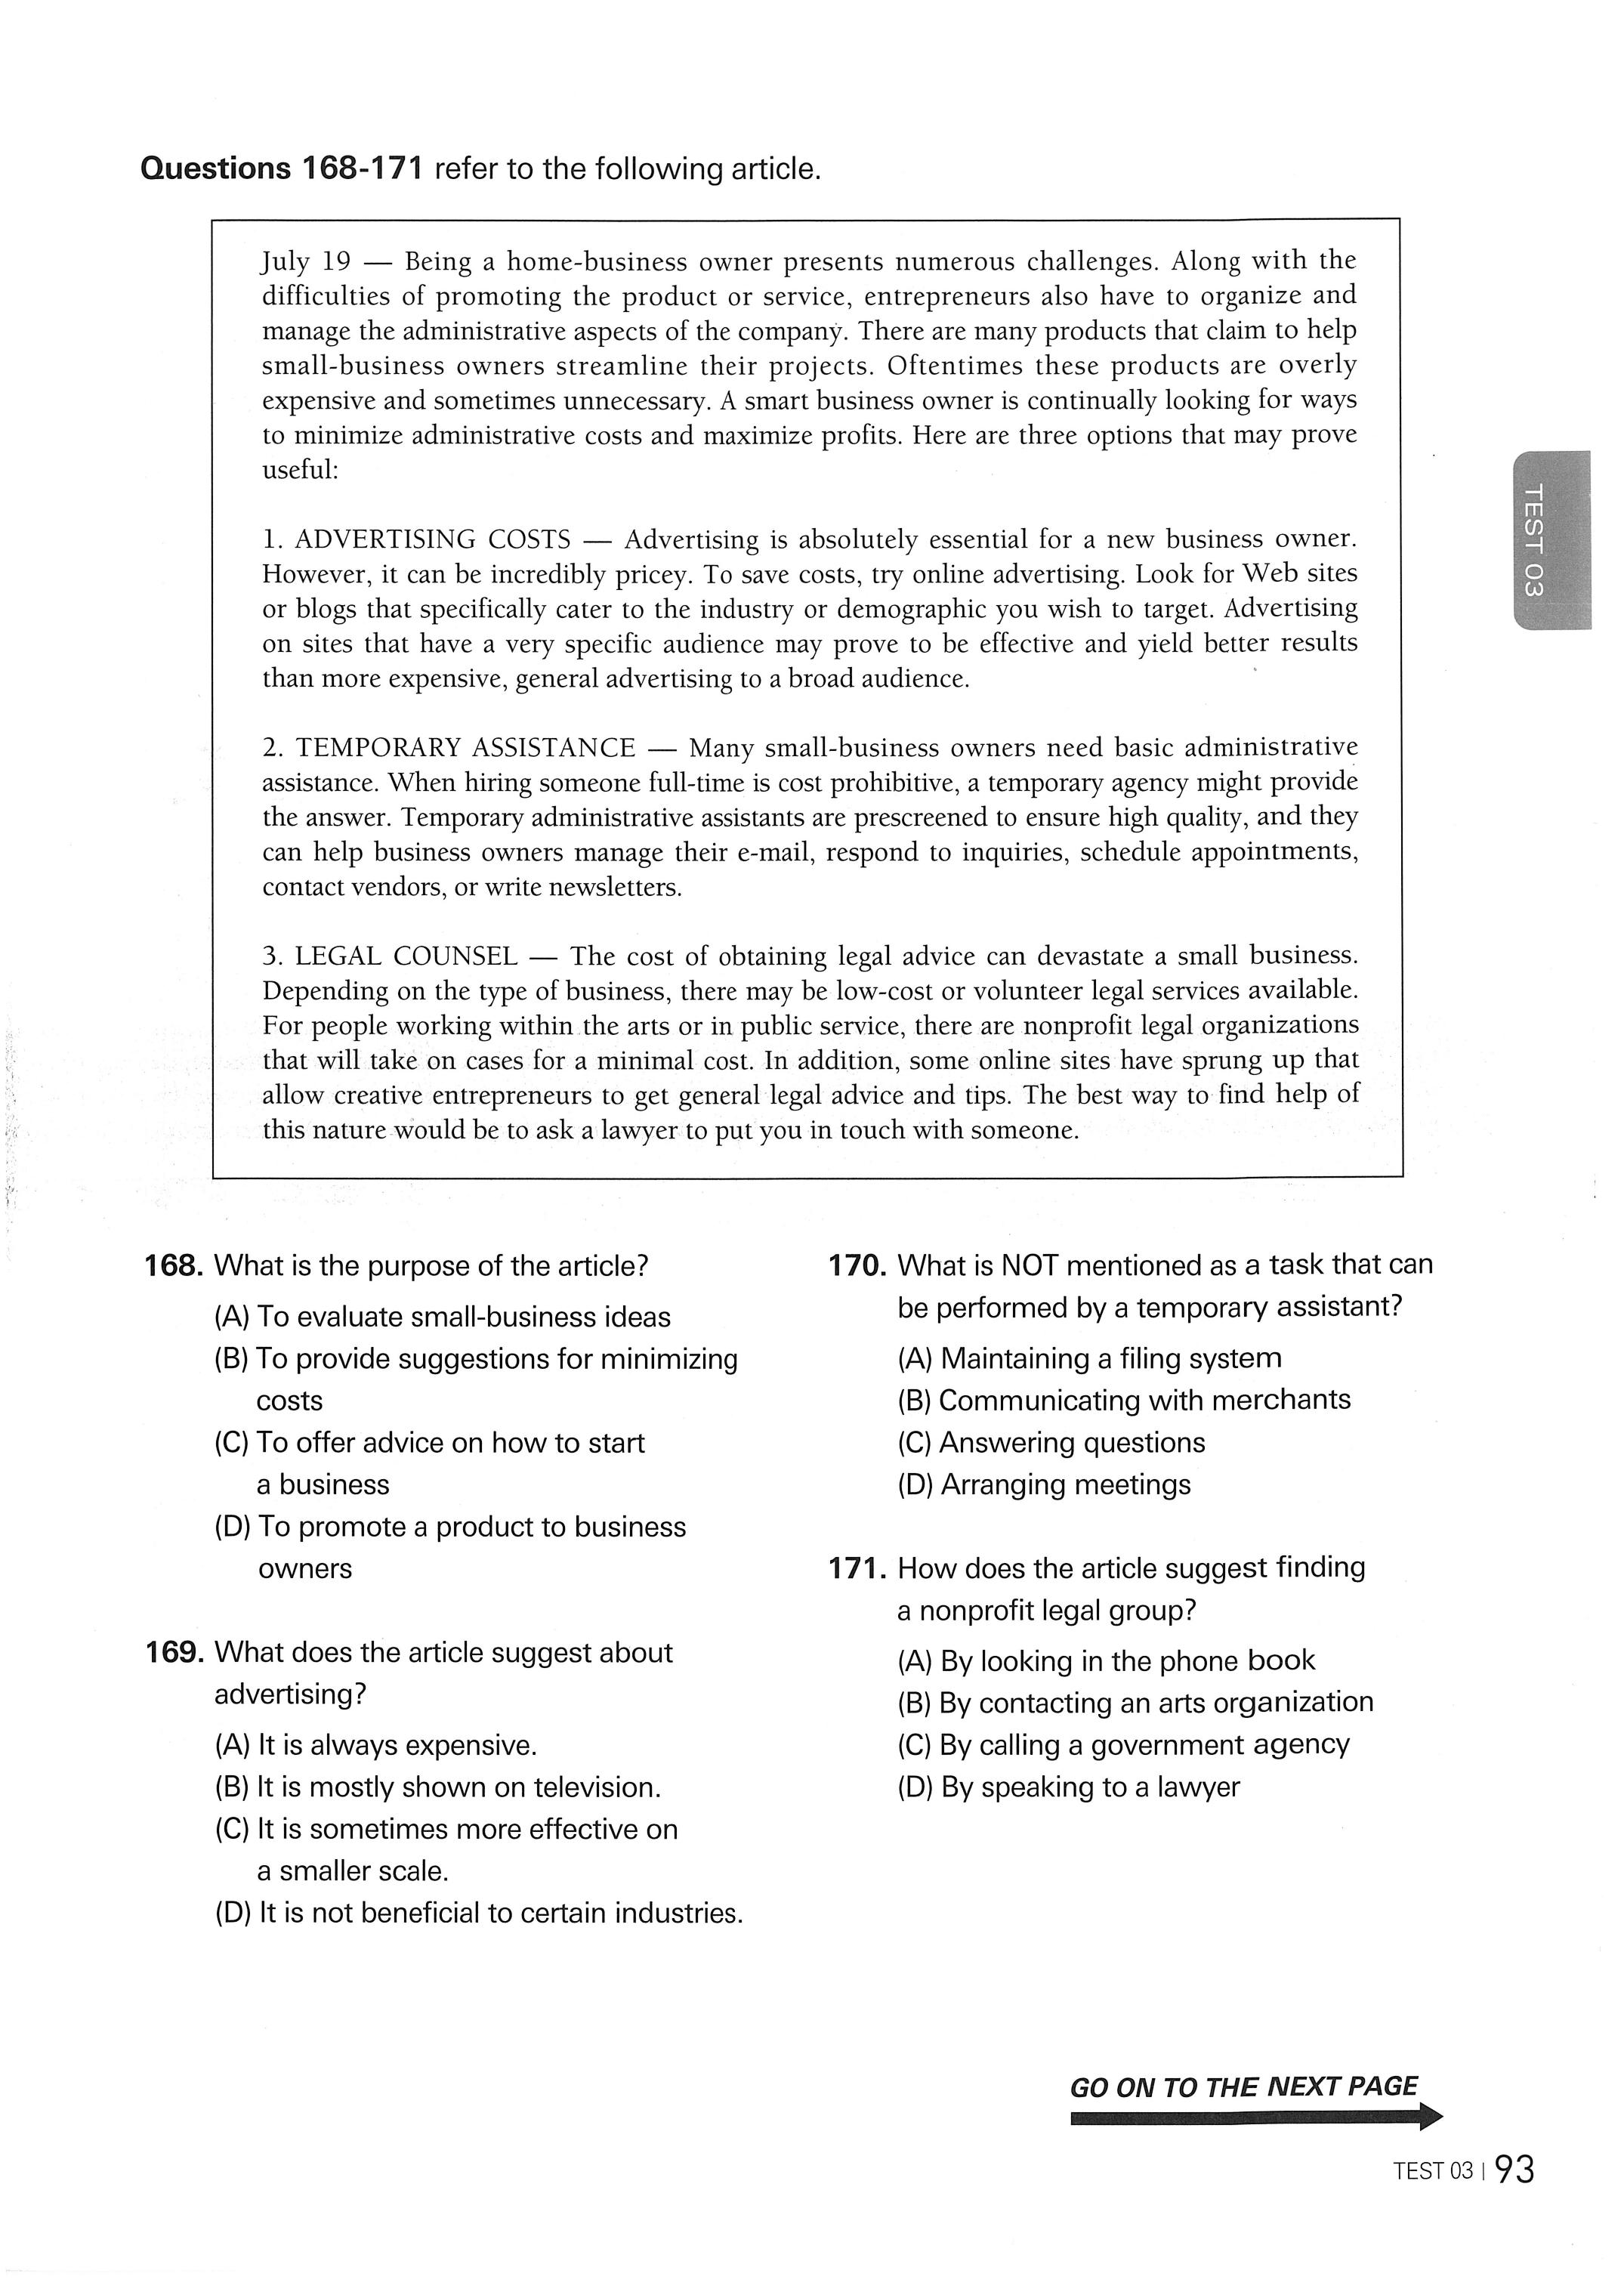 Questions 168-171 refer to the following article.
July 19 — Being a home-business owner presents numerous challenges. Along with the
difficulties of promoting the product or service, entrepreneurs also have to organize and
manage the administrative aspects of the company. There are many products that claim to help
small-business owners streamline their projects. Oftentimes these products are overly
expensive and sometimes unnecessary. A smart business owner is continually looking for ways
to minimize administrative costs and maximize profits. Here are three options that may prove
useful:
1. ADVERTISING COSTS — Advertising is absolutely essential for a new business owner.
However, it can be incredibly pricey. To save costs, try online advertising. Look for Web sites
or blogs that specifically cater to the industry or demographic you wish to target. Advertising
on sites that have a very specific audience may prove to be effective and yield better results
than more expensive, general advertising to a broad audience.
2. TEMPORARY ASSISTANCE — Many small-business owners need basic administrative
assistance. When hiring someone full-time is cost prohibitive, a temporary agency might provide
the answer. Temporary administrative assistants are prescreened to ensure high quality, and they
can help business owners manage their e-mail, respond to inquiries, schedule appointments,
contact vendors, or write newsletters.
3. LEGAL COUNSEL — The cost of obtaining legal advice can devastate a small business.
Depending on the type of business, there may be low-cost or volunteer legal services available.
For people working within the arts or in public service, there are nonprofit legal organizations
that will take on cases for a minimal cost. In addition, some online sites have sprung up that
allow creative entrepreneurs to get general legal advice and tips. The best way to find help of
this nature would be to ask a lawyer to put you in touch with someone.
TEST 03
168. What is the purpose of the article?
(A) To evaluate small-business ideas
(B) To provide suggestions for minimizing
costs
(C) To offer advice on how to start
a business
(D) To promote a product to business
owners
169. What does the article suggest about
advertising?
(A) It is always expensive.
(B) It is mostly shown on television.
(C) It is sometimes more effective on
a smaller scale.
(D) It is not beneficial to certain industries.
170. What is NOT mentioned as a task that can
be performed by a temporary assistant?
(A) Maintaining a filing system
(B) Communicating with merchants
(C) Answering questions
(D) Arranging meetings
171. How does the article suggest finding
a nonprofit legal group?
(A) By looking in the phone book
(B) By contacting an arts organization
(C) By calling a government agency
(D) By speaking to a lawyer
GO ON TO THE NEXT PAGE
TEST 03 | 93